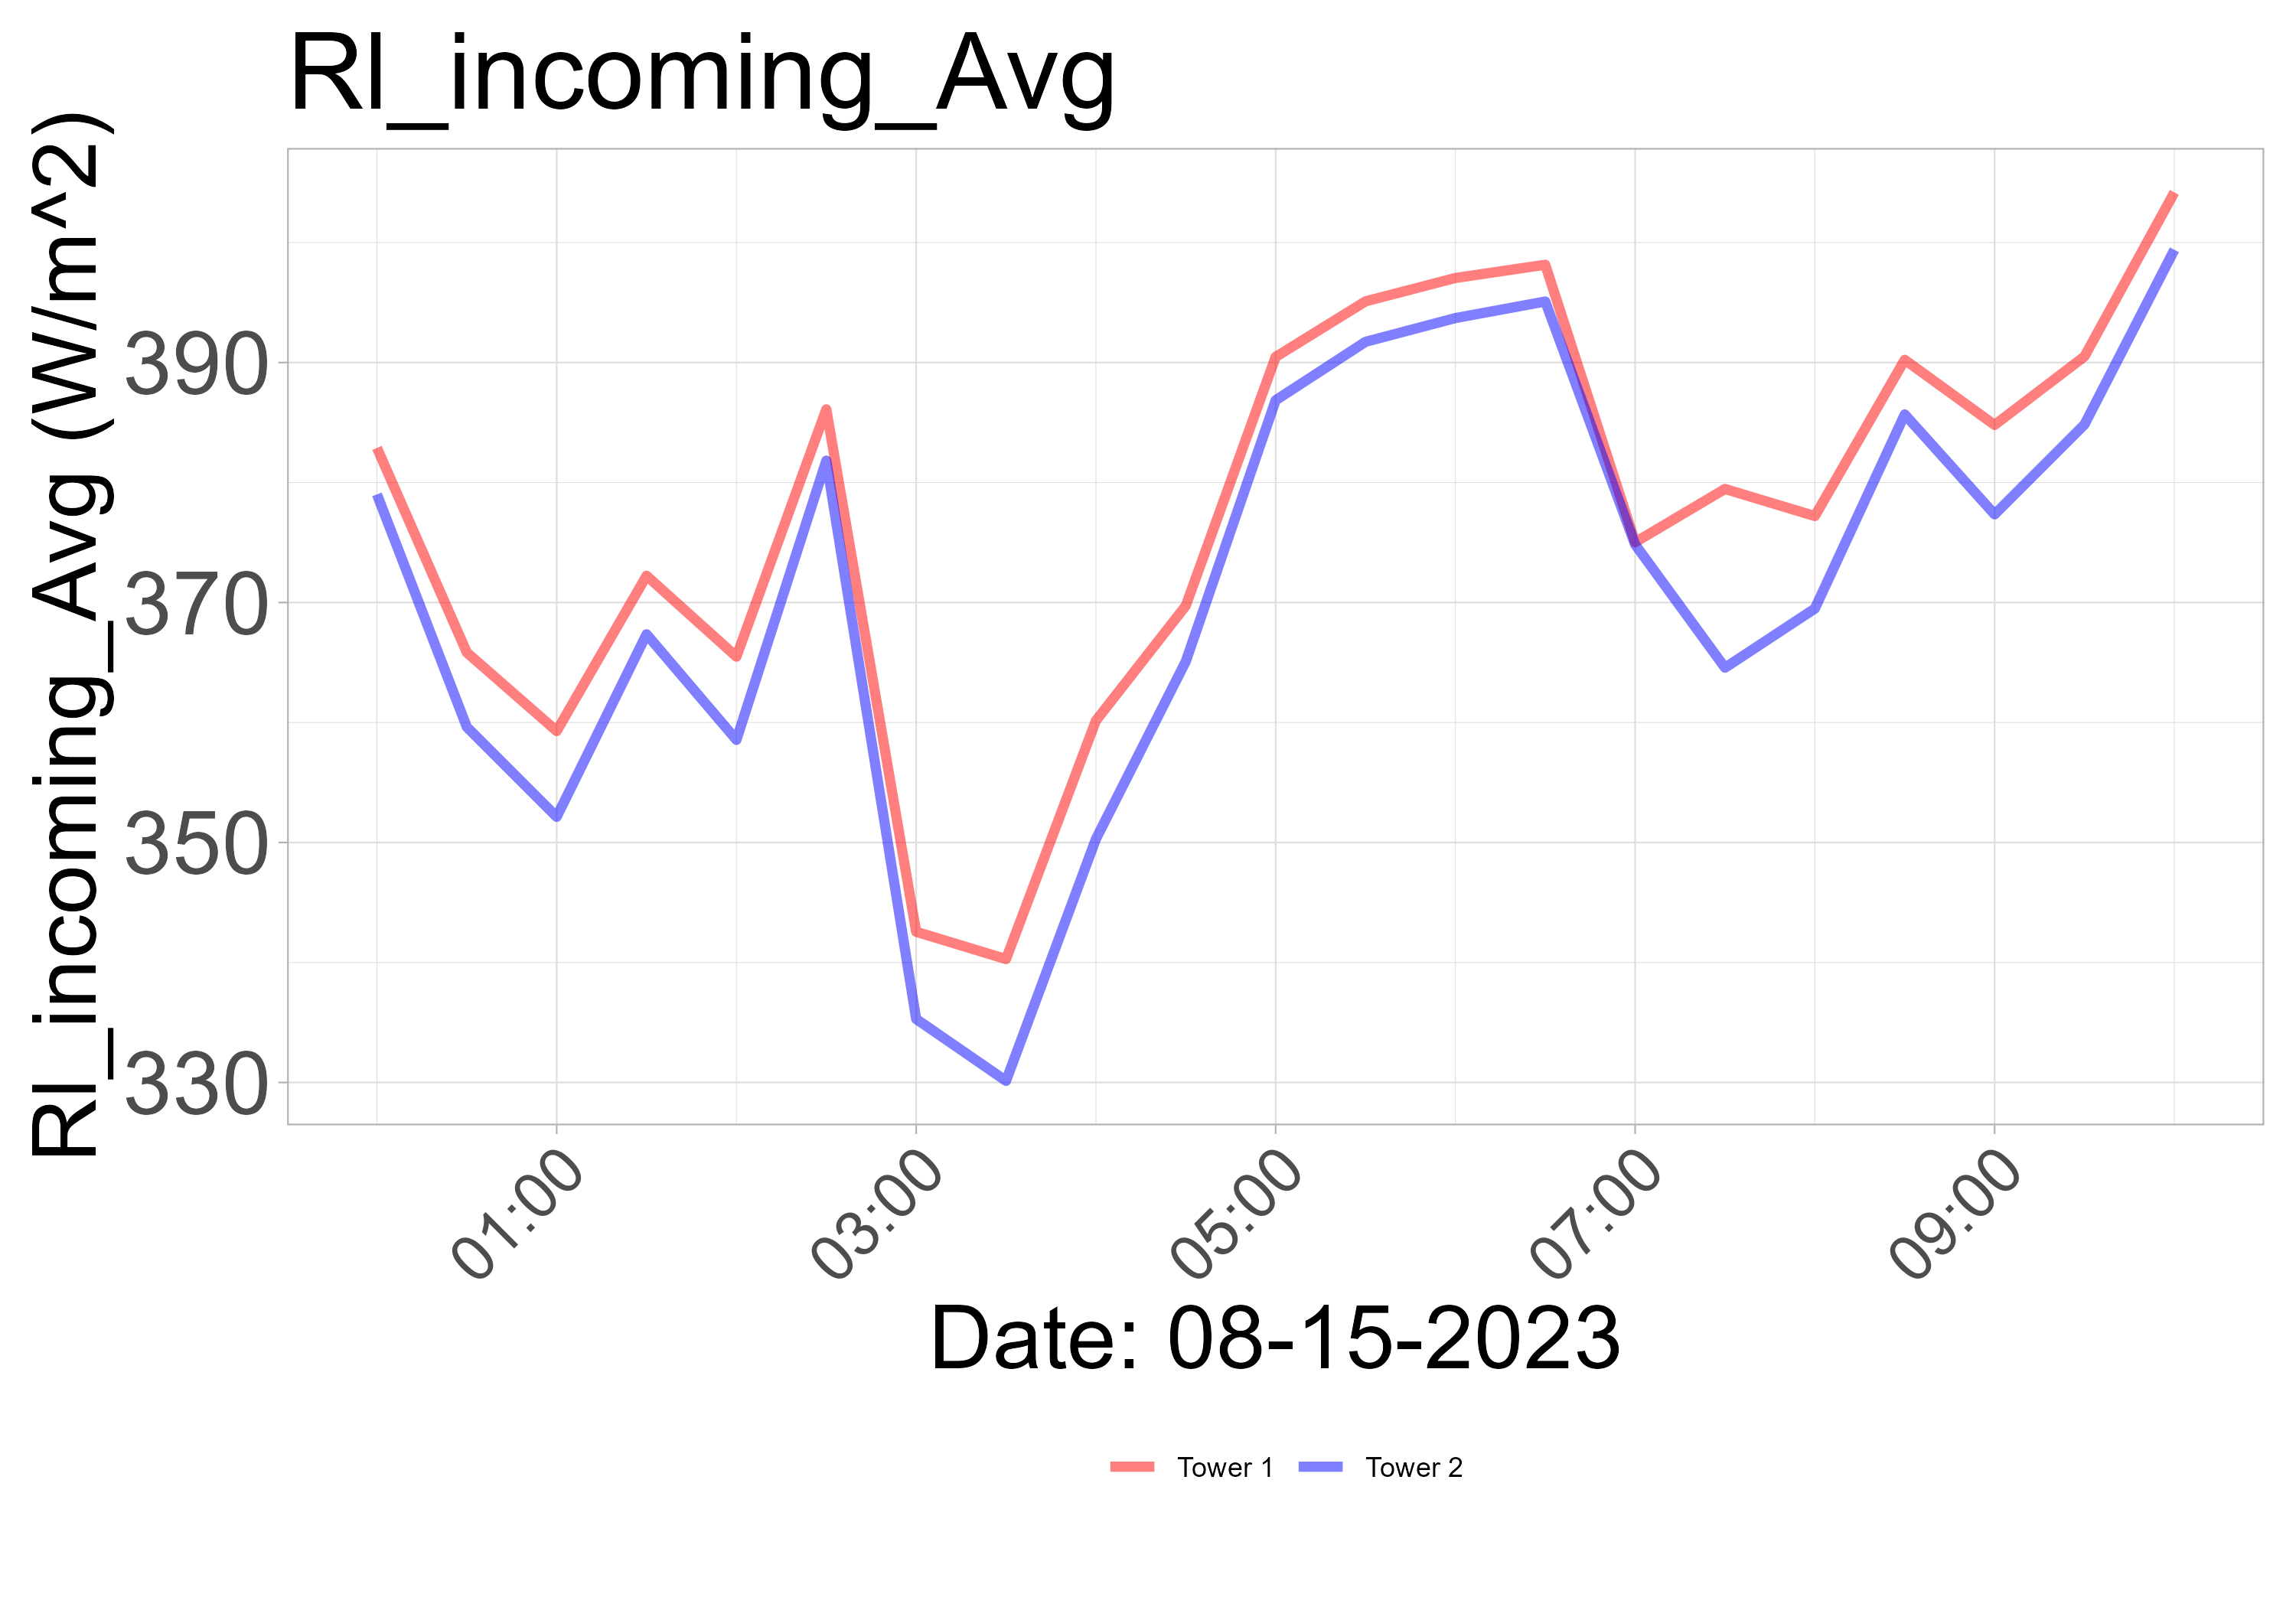 Rl_incoming_Avg
Rl_incoming_Avg (W/m^2)
390
370
350
330
01:00
03:00
05:00
07:00
09:00
Date: 08-15-2023
Tower 1
Tower 2